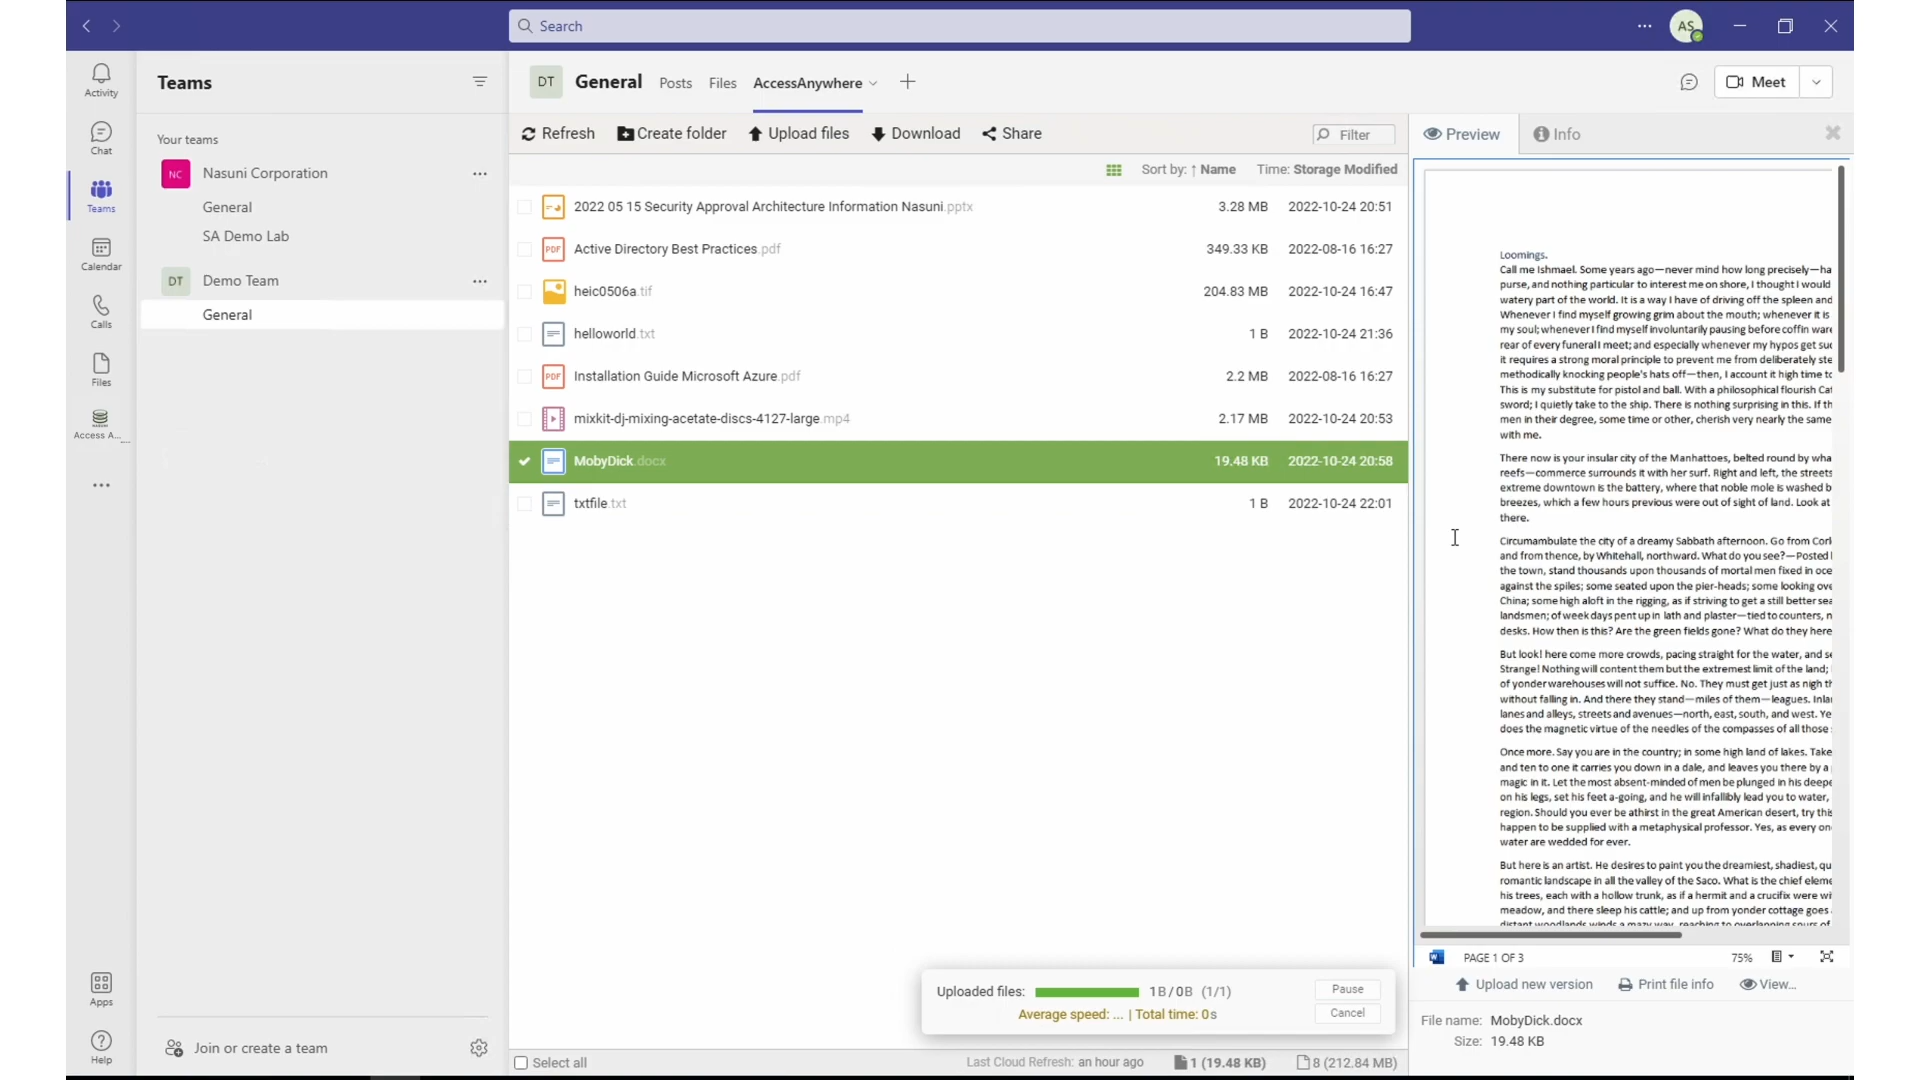 Search
AS
Activity
Chat
Teams
Calendar
Calls
Files
Access A...
Apps
Help
Teams
Your teams
NC Nasuni Corporation
General
SA Demo Lab
DT Demo Team
General
Join or create a team
DT General Posts Files AccessAnywhere
Meet
Refresh Create folder Upload files Download Share Filter
Sort by: ↑ Name Time: Storage Modified
2022 05 15 Security Approval Architecture Information Nasuni.pptx 3.28 MB 2022-10-24 20:51
PDF Active Directory Best Practices.pdf 349.33 KB 2022-08-16 16:27
heic0506a.tif 204.83 MB 2022-10-24 16:47
helloworld.txt 1 B 2022-10-24 21:36
PDF Installation Guide Microsoft Azure.pdf 2.2 MB 2022-08-16 16:27
mixkit-dj-mixing-acetate-discs-4127-large.mp4 2.17 MB 2022-10-24 20:53
MobyDick.docx 19.48 KB 2022-10-24 20:58
txtfile.txt 1 B 2022-10-24 22:01
Uploaded files: 1B/0B (1/1)
Average speed: ... | Total time: 0s
Pause
Cancel
Select all Last Cloud Refresh: an hour ago 1 (19.48 KB) 8 (212.84 MB)
Preview Info
Loomings.
Call me Ishmael. Some years ago—never mind how long precisely—ha
purse, and nothing particular to interest me on shore, I thought I would
watery part of the world. It is a way I have of driving off the spleen and
Whenever I find myself growing grim about the mouth; whenever it is
my soul; whenever I find myself involuntarily pausing before coffin ware
rear of every funeral I meet; and especially whenever my hypos get suc
it requires a strong moral principle to prevent me from deliberately ste
methodically knocking people's hats off—then, I account it high time to
This is my substitute for pistol and ball. With a philosophical flourish Cat
sword; I quietly take to the ship. There is nothing surprising in this. If th
men in their degree, some time or other, cherish very nearly the same
with me.
There now is your insular city of the Manhattoes, belted round by wha
reefs—commerce surrounds it with her surf. Right and left, the streets
extreme downtown is the battery, where that noble mole is washed b
breezes, which a few hours previous were out of sight of land. Look at
there.
Circumambulate the city of a dreamy Sabbath afternoon. Go from Corl
and from thence, by Whitehall, northward. What do you see?—Posted
the town, stand thousands upon thousands of mortal men fixed in oce
against the spiles; some seated upon the pier-heads; some looking ove
China; some high aloft in the rigging, as if striving to get a still better sea
landsmen; of week days pent up in lath and plaster—tied to counters, n
desks. How then is this? Are the green fields gone? What do they here
But look! here come more crowds, pacing straight for the water, and se
Strange! Nothing will content them but the extremest limit of the land;
of yonder warehouses will not suffice. No. They must get just as nigh th
without falling in. And there they stand—miles of them—leagues. Inla
lanes and alleys, streets and avenues—north, east, south, and west. Ye
does the magnetic virtue of the needles of the compasses of all those
Once more. Say you are in the country; in some high land of lakes. Take
and ten to one it carries you down in a dale, and leaves you there by a
magic in it. Let the most absent-minded of men be plunged in his deepe
on his legs, set his feet a-going, and he will infallibly lead you to water,
region. Should you ever be athirst in the great American desert, try this
happen to be supplied with a metaphysical professor. Yes, as every on
water are wedded for ever.
But here is an artist. He desires to paint you the dreamiest, shadiest, qu
romantic landscape in all the valley of the Saco. What is the chief eleme
his trees, each with a hollow trunk, as if a hermit and a crucifix were wi
meadow, and there sleep his cattle; and up from yonder cottage goes
distant woodlands winds a mazy way, reaching to overlapping spurs of
PAGE 1 OF 3 75%
Upload new version Print file info View...
File name: MobyDick.docx
Size: 19.48 KB